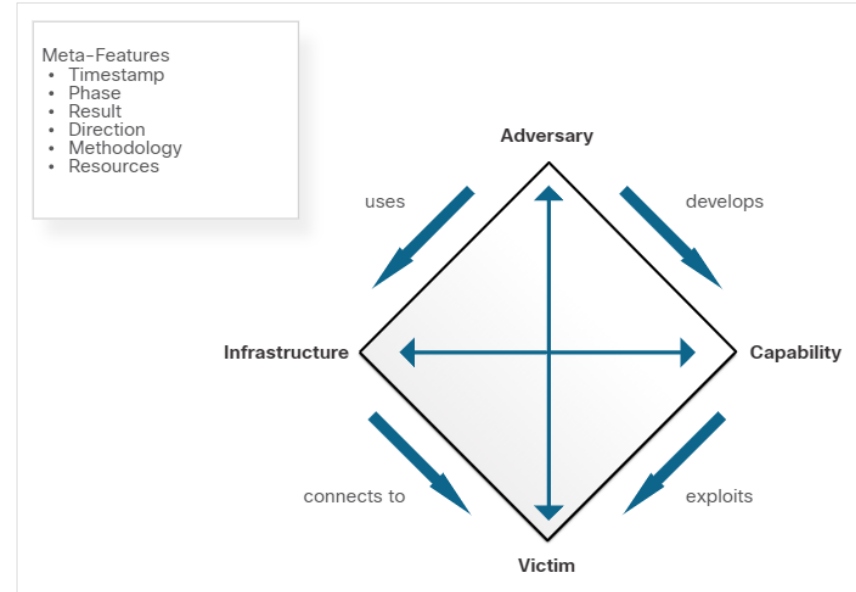 Meta-Features
• Timestamp
• Phase
• Result
• Direction
• Methodology
• Resources
Adversary
uses
develops
Infrastructure
Capability
connects to
exploits
Victim